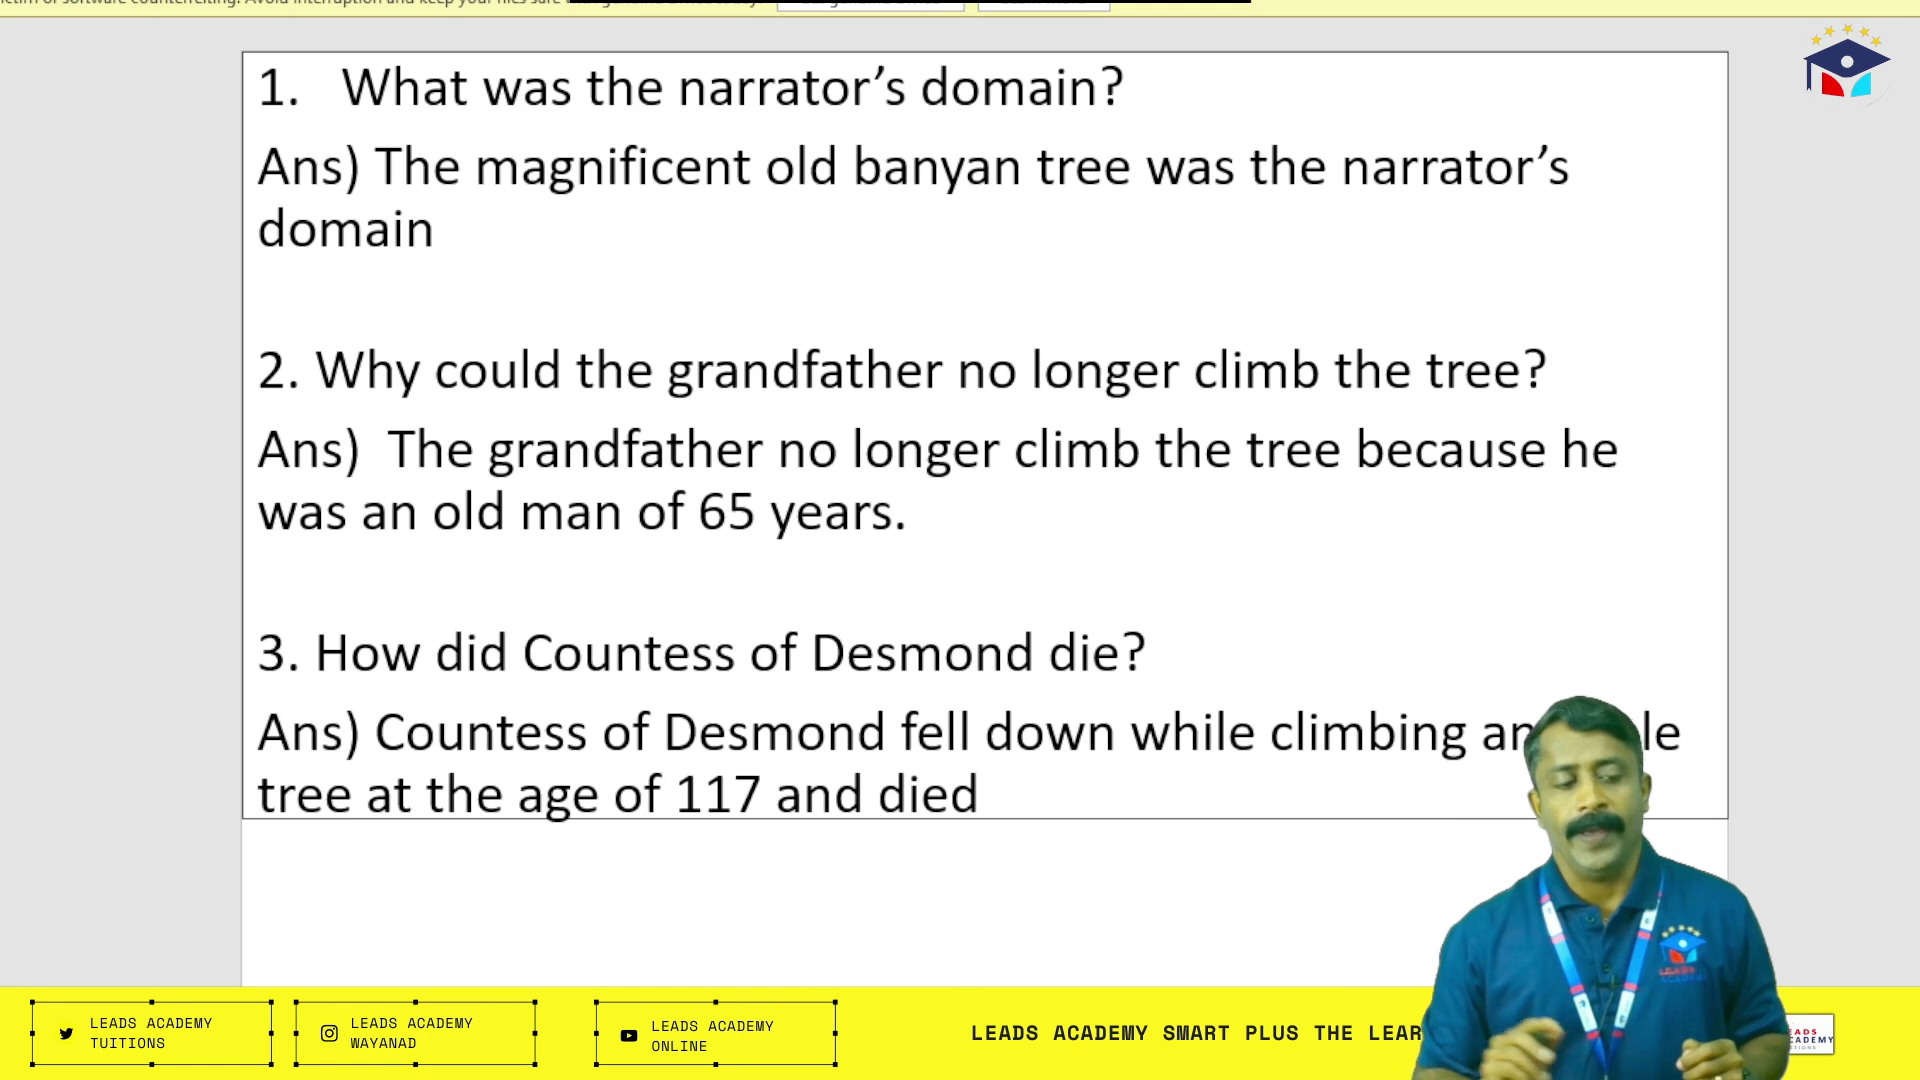 1. What was the narrator's domain?
Ans) The magnificent old banyan tree was the narrator's
domain
2. Why could the grandfather no longer climb the tree?
Ans) The grandfather no longer climb the tree because he
was an old man of 65 years.
3. How did Countess of Desmond die?
Ans) Countess of Desmond fell down while climbing an
tree at the age of 117 and died
LEADS ACADEMY
TUITIONS
LEADS ACADEMY
WAYANAD
LEADS ACADEMY
ONLINE
LEADS ACADEMY SMART PLUS THE LEAR